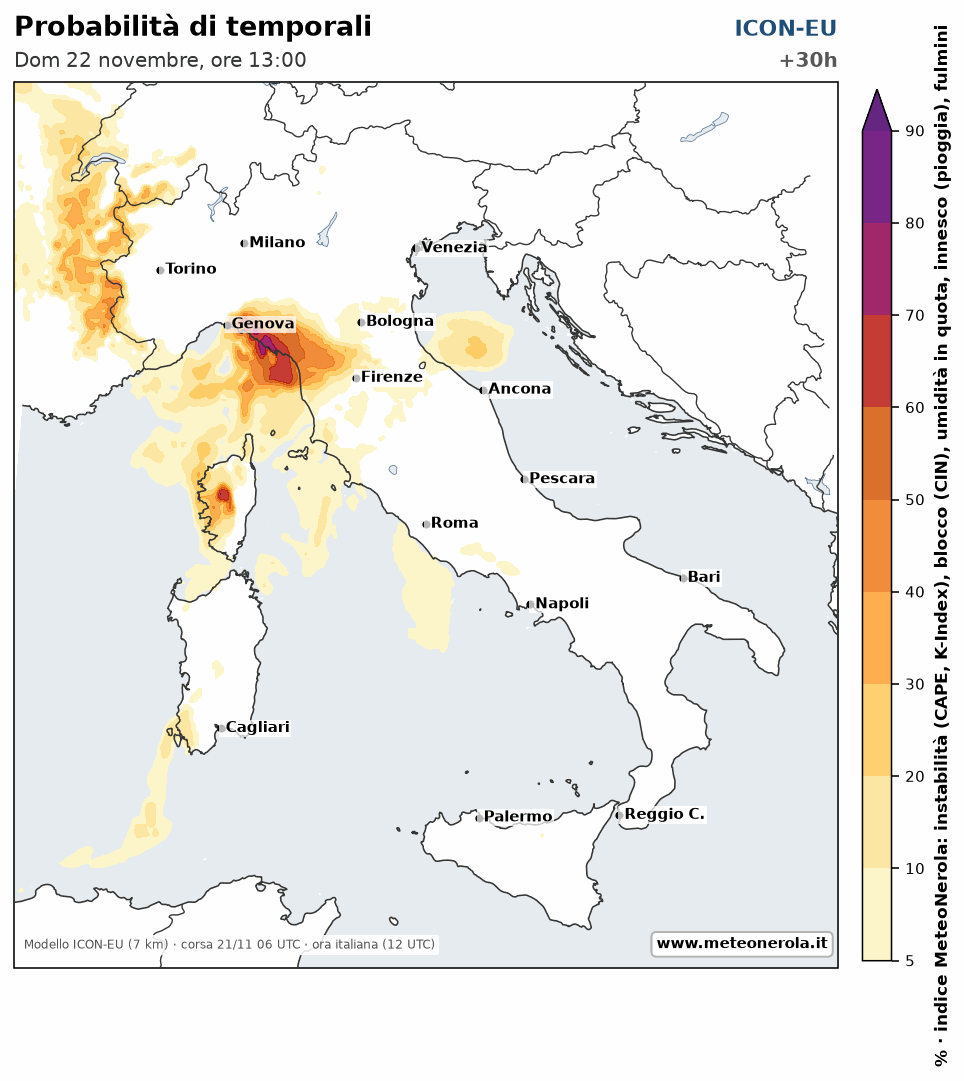 Probabilità di temporali
ICON-EU
Dom 22 novembre, ore 13:00
+30h
Milano
Venezia
Torino
Genova
Bologna
Firenze
Ancona
Pescara
Roma
Bari
Napoli
Cagliari
Palermo
Reggio C.
Modello ICON-EU (7 km) · corsa 21/11 06 UTC · ora italiana (12 UTC)
www.meteonerola.it
90
80
70
60
50
40
30
20
10
5
% · indice MeteoNerola: instabilità (CAPE, K-Index), blocco (CIN), umidità in quota, innesco (pioggia), fulmini